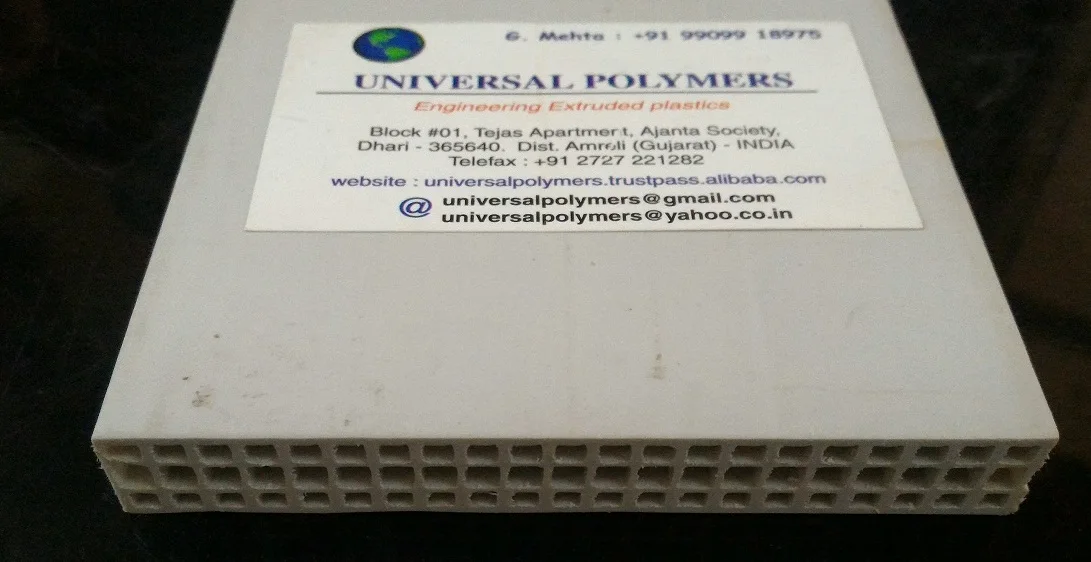 G. Mehta : +91 99099 18975
UNIVERSAL POLYMERS
Engineering Extruded plastics
Block #01, Tejas Apartment, Ajanta Society,
Dhari - 365640. Dist. Amreli (Gujarat) - INDIA
Telefax : +91 2727 221282
website : universalpolymers.trustpass.alibaba.com
@ universalpolymers@gmail.com
universalpolymers@yahoo.co.in